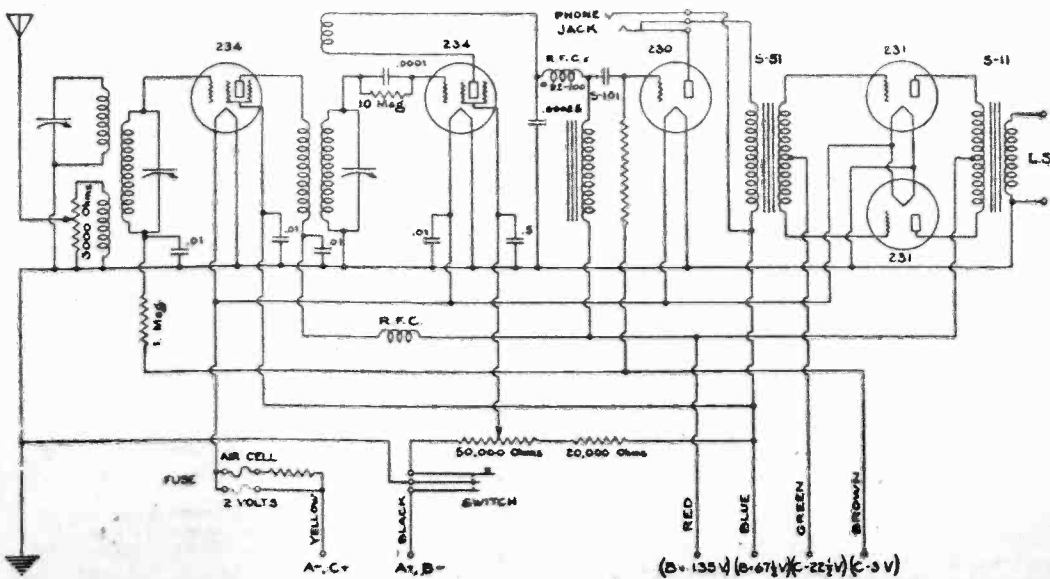 PHONE
JACK
234
234
230
231
S-51
S-11
.0001
R.F.C.
92-100
S-101
10 Meg.
.00025
L.S.
3000 Ohms
.01
.01
.01
.01
.5
231
1. Meg.
R.F.C.
50,000 Ohms
20,000 Ohms
AIR CELL
FUSE
2 VOLTS
SWITCH
YELLOW
BLACK
RED
BLUE
GREEN
BROWN
A-, C+
A+, B-
(B+ 135 V) (B+ 67½ V) (C-22½ V) (C-3 V)